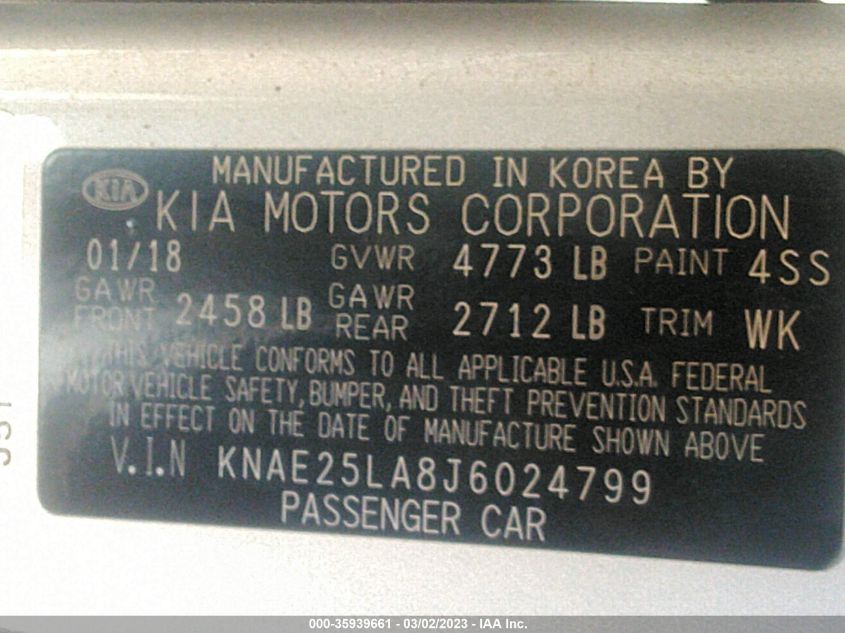 MANUFACTURED IN KOREA BY
KIA
KIA MOTORS CORPORATION
01/18 GVWR 4773 LB PAINT 4SS
GAWR FRONT 2458 LB GAWR REAR 2712 LB TRIM WK
THIS VEHICLE CONFORMS TO ALL APPLICABLE U.S.A. FEDERAL
MOTOR VEHICLE SAFETY, BUMPER, AND THEFT PREVENTION STANDARDS
IN EFFECT ON THE DATE OF MANUFACTURE SHOWN ABOVE
V.I.N KNAE25LA8J6024799
PASSENGER CAR
000-35939661 - 03/02/2023 - IAA Inc.